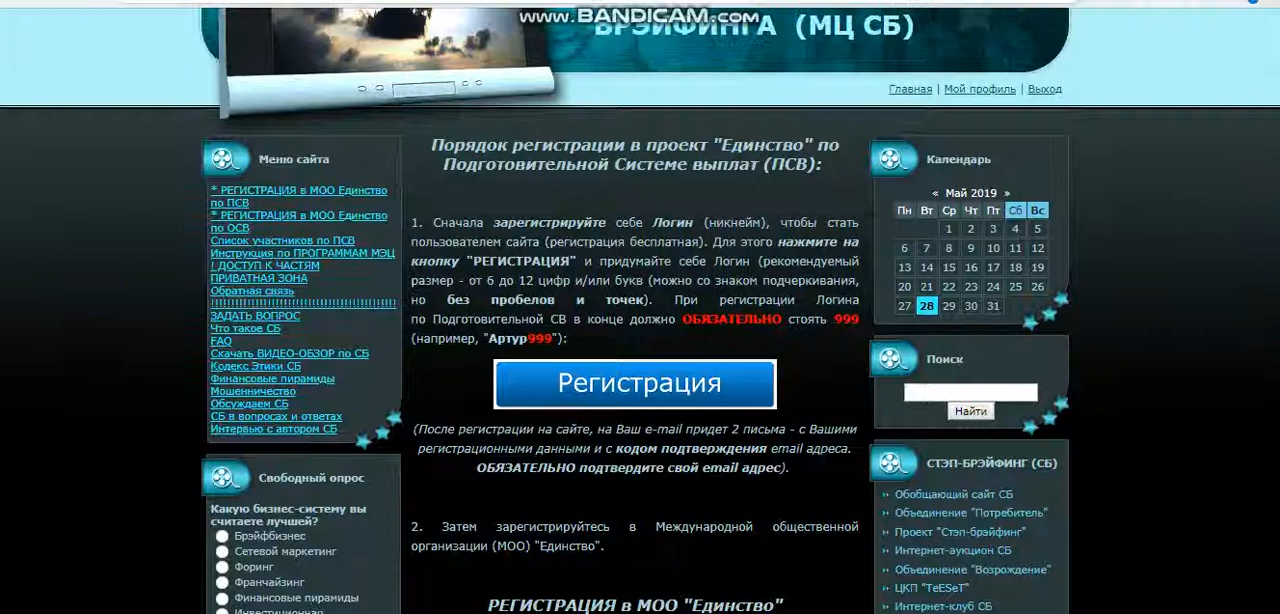 www.BANDICAM.com
БРЭЙФИНГА (МЦ СБ)
Главная | Мой профиль | Выход
Меню сайта
* РЕГИСТРАЦИЯ в МОО Единство
по ПСВ
* РЕГИСТРАЦИЯ в МОО Единство
по ОСВ
Список участников по ПСВ
Инструкция по ПРОГРАММАМ МЭЦ
! ДОСТУП К ЧАСТЯМ
ПРИВАТНАЯ ЗОНА
Обратная связь
ЗАДАТЬ ВОПРОС
Что такое СБ
FAQ
Скачать ВИДЕО-ОБЗОР по СБ
Кодекс Этики СБ
Финансовые пирамиды
Мошенничество
Обсуждаем СБ
СБ в вопросах и ответах
Интервью с автором СБ
Свободный опрос
Какую бизнес-систему вы
считаете лучшей?
Брэйфбизнес
Сетевой маркетинг
Форинг
Франчайзинг
Финансовые пирамиды
Инвестиционная
Порядок регистрации в проект "Единство" по
Подготовительной Системе выплат (ПСВ):
1. Сначала зарегистрируйте себе Логин (никнейм), чтобы стать
пользователем сайта (регистрация бесплатная). Для этого нажмите на
кнопку "РЕГИСТРАЦИЯ" и придумайте себе Логин (рекомендуемый
размер - от 6 до 12 цифр и/или букв (можно со знаком подчеркивания,
но без пробелов и точек). При регистрации Логина
по Подготовительной СВ в конце должно ОБЯЗАТЕЛЬНО стоять 999
(например, "Артур999"):
Регистрация
(После регистрации на сайте, на Ваш e-mail придет 2 письма - с Вашими
регистрационными данными и с кодом подтверждения email адреса.
ОБЯЗАТЕЛЬНО подтвердите свой email адрес).
2. Затем зарегистрируйтесь в Международной общественной
организации (МОО) "Единство".
РЕГИСТРАЦИЯ в МОО "Единство"
Календарь
« Май 2019 »
Пн Вт Ср Чт Пт Сб Вс
1 2 3 4 5
6 7 8 9 10 11 12
13 14 15 16 17 18 19
20 21 22 23 24 25 26
27 28 29 30 31
Поиск
Найти
СТЭП-БРЭЙФИНГ (СБ)
Обобщающий сайт СБ
Объединение "Потребитель"
Проект "Стэп-брэйфинг"
Интернет-аукцион СБ
Объединение "Возрождение"
ЦКП "TeESeT"
Интернет-клуб СБ